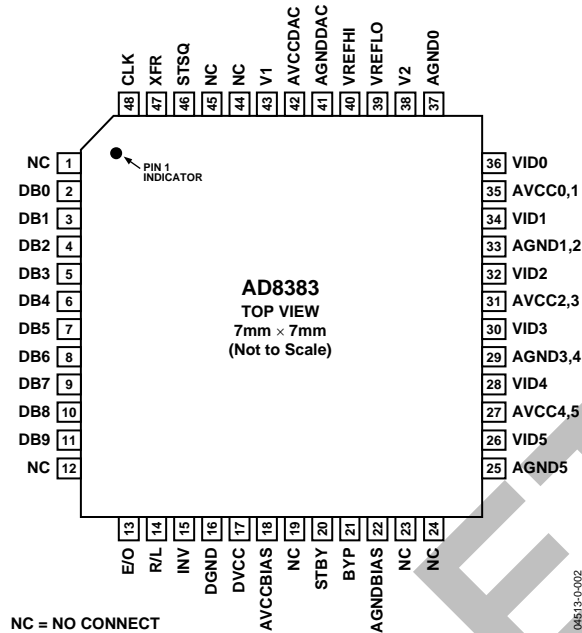 CLK XFR STSQ NC NC V1 AVCCDAC AGNDDAC VREFHI VREFLO V2 AGND0
48 47 46 45 44 43 42 41 40 39 38 37
NC 1
DB0 2
DB1 3
DB2 4
DB3 5
DB4 6
DB5 7
DB6 8
DB7 9
DB8 10
DB9 11
NC 12
PIN 1
INDICATOR
AD8383
TOP VIEW
7mm × 7mm
(Not to Scale)
36 VID0
35 AVCC0,1
34 VID1
33 AGND1,2
32 VID2
31 AVCC2,3
30 VID3
29 AGND3,4
28 VID4
27 AVCC4,5
26 VID5
25 AGND5
13 14 15 16 17 18 19 20 21 22 23 24
E/O R/L INV DGND DVCC AVCCBIAS NC STBY BYP AGNDBIAS NC NC
NC = NO CONNECT
04513-0-002